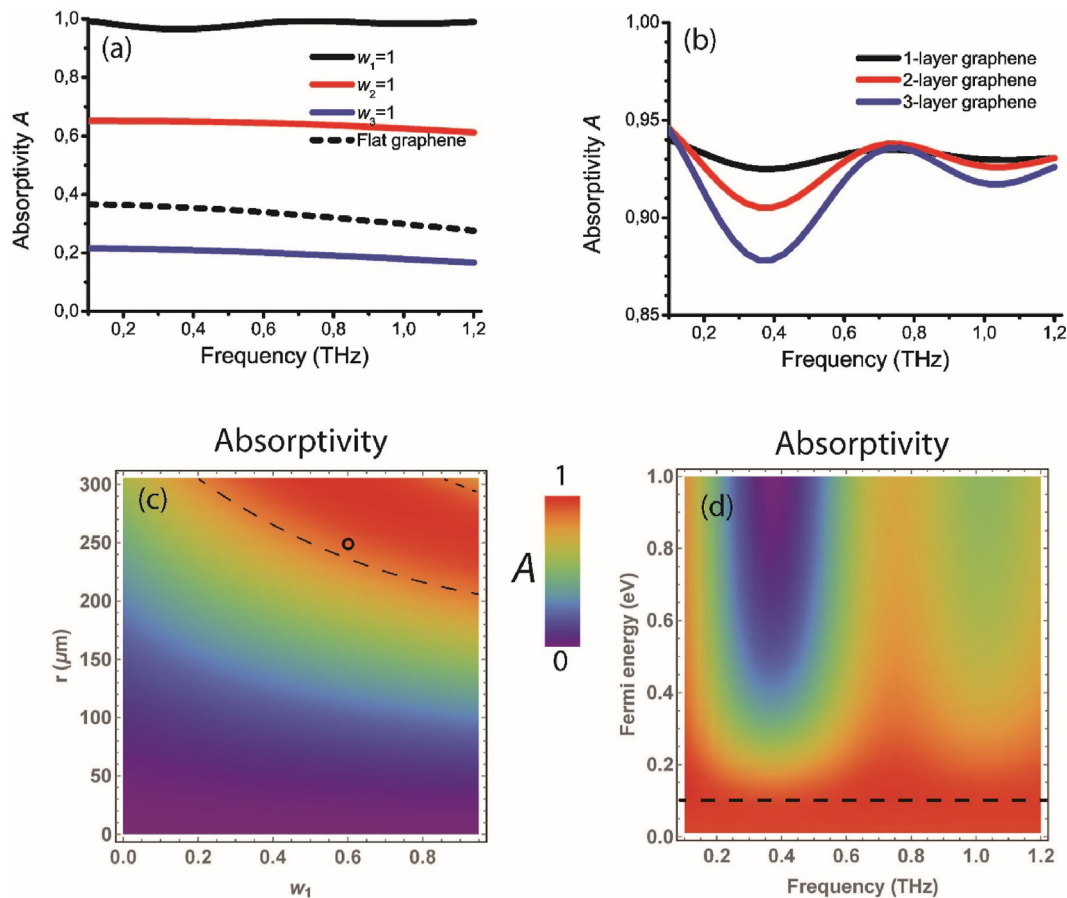 (a)
Absorptivity A
1,0
0,8
0,6
0,4
0,2
0,0
w₁=1
w₂=1
w₃=1
Flat graphene
0,2 0,4 0,6 0,8 1,0 1,2
Frequency (THz)
(b)
Absorptivity A
1,00
0,95
0,90
0,85
1-layer graphene
2-layer graphene
3-layer graphene
0,2 0,4 0,6 0,8 1,0 1,2
Frequency (THz)
Absorptivity
(c)
r (µm)
300
250
200
150
100
50
0
0.0 0.2 0.4 0.6 0.8
w₁
1
A
0
Absorptivity
(d)
Fermi energy (eV)
1.0
0.8
0.6
0.4
0.2
0.0
0.2 0.4 0.6 0.8 1.0 1.2
Frequency (THz)